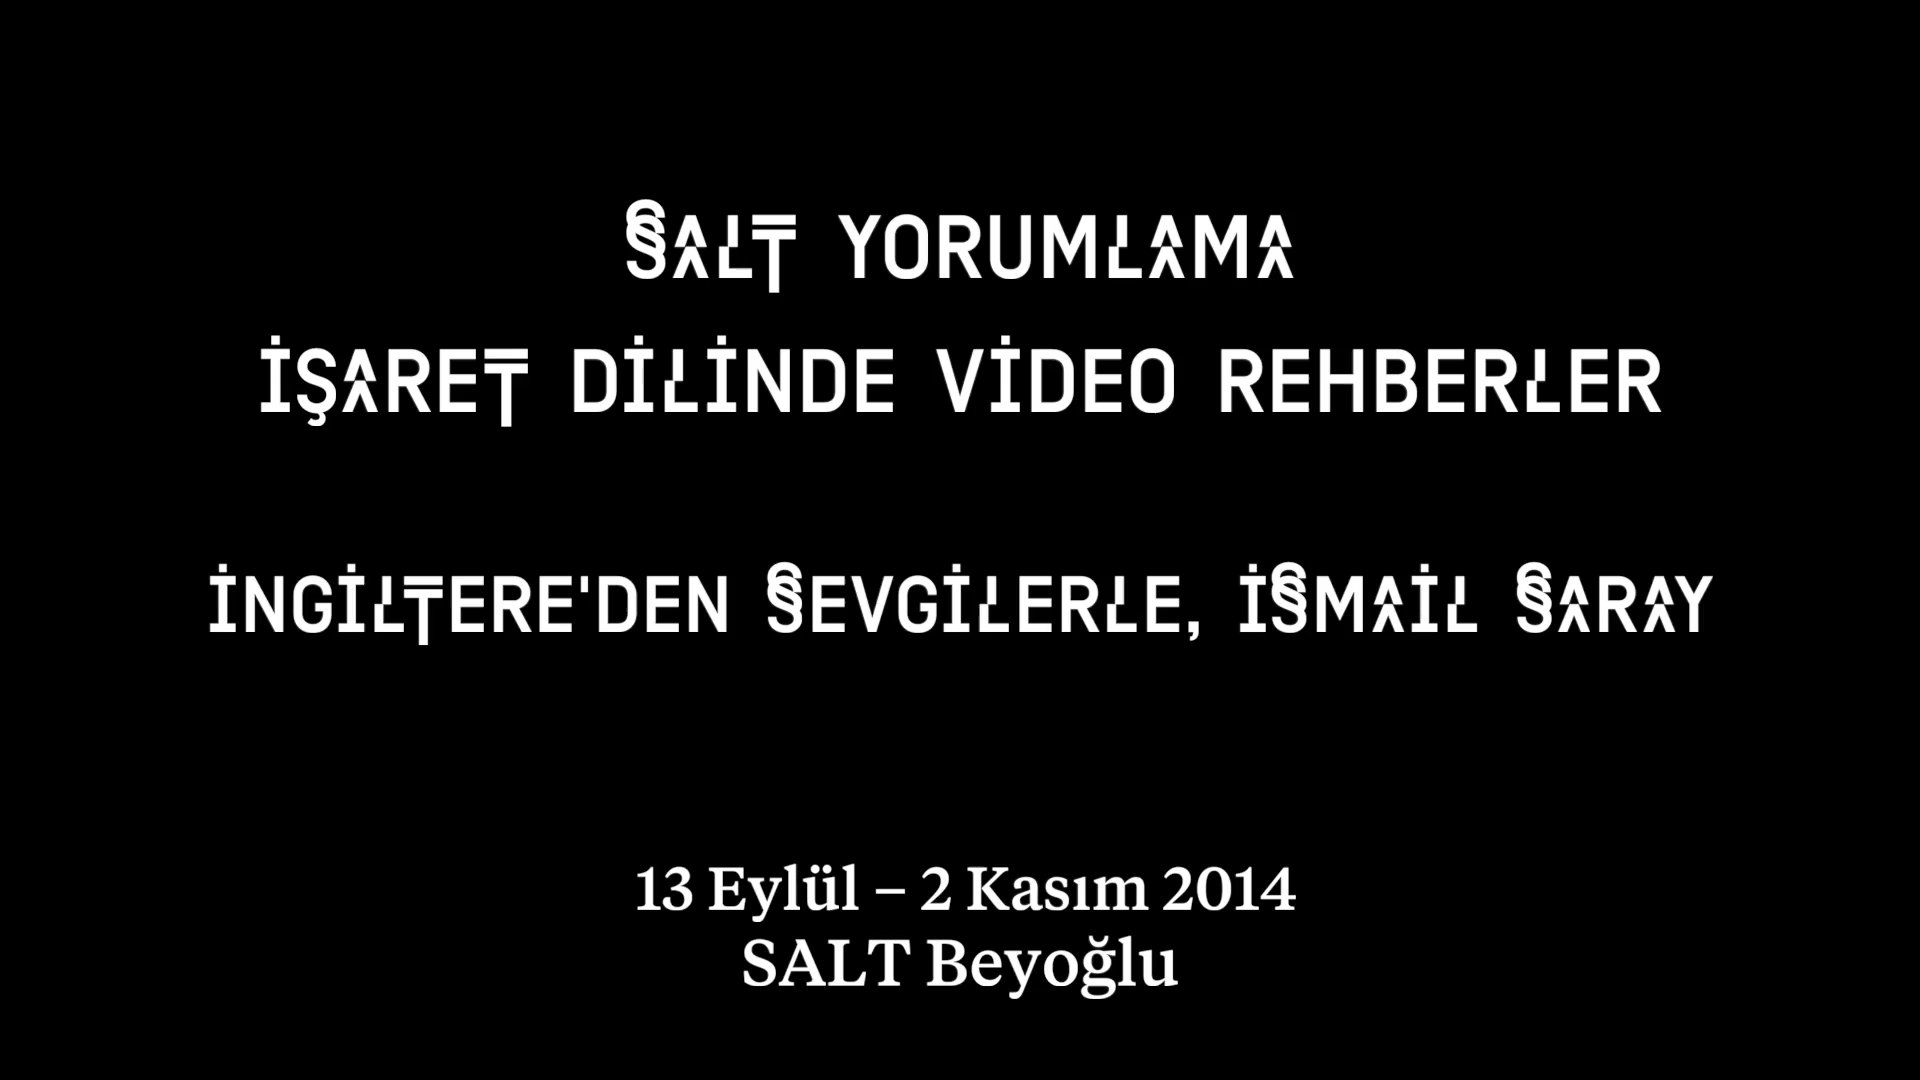 SALT YORUMLAMA
İŞARET DİLİNDE VİDEO REHBERLER
İNGİLTERE'DEN SEVGİLERLE, İSMAİL SARAY
13 Eylül – 2 Kasım 2014
SALT Beyoğlu